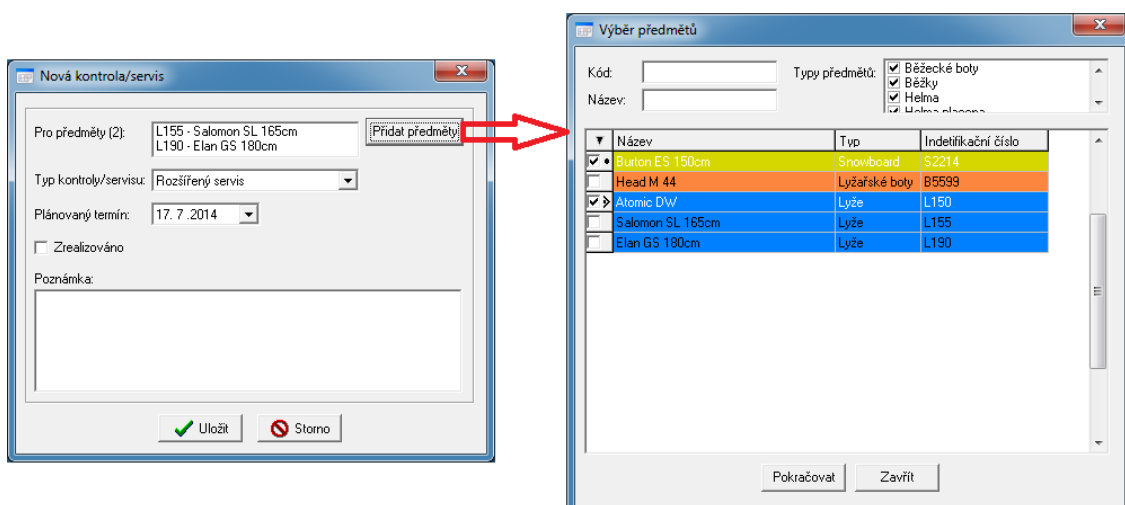 Nová kontrola/servis
Pro předměty (2):
L155 - Salomon SL 165cm
L190 - Elan GS 180cm
Přidat předměty
Typ kontroly/servisu: Rozšířený servis
Plánovaný termín: 17. 7 .2014
Zrealizováno
Poznámka:
Uložit Storno
Výběr předmětů
Kód:
Název:
Typy předmětů:
Běžecké boty
Běžky
Helma
Helma placena
Název Typ Indetifikační číslo
Burton ES 150cm Snowboard S2214
Head M 44 Lyžařské boty B5599
Atomic DW Lyže L150
Salomon SL 165cm Lyže L155
Elan GS 180cm Lyže L190
Pokračovat Zavřít